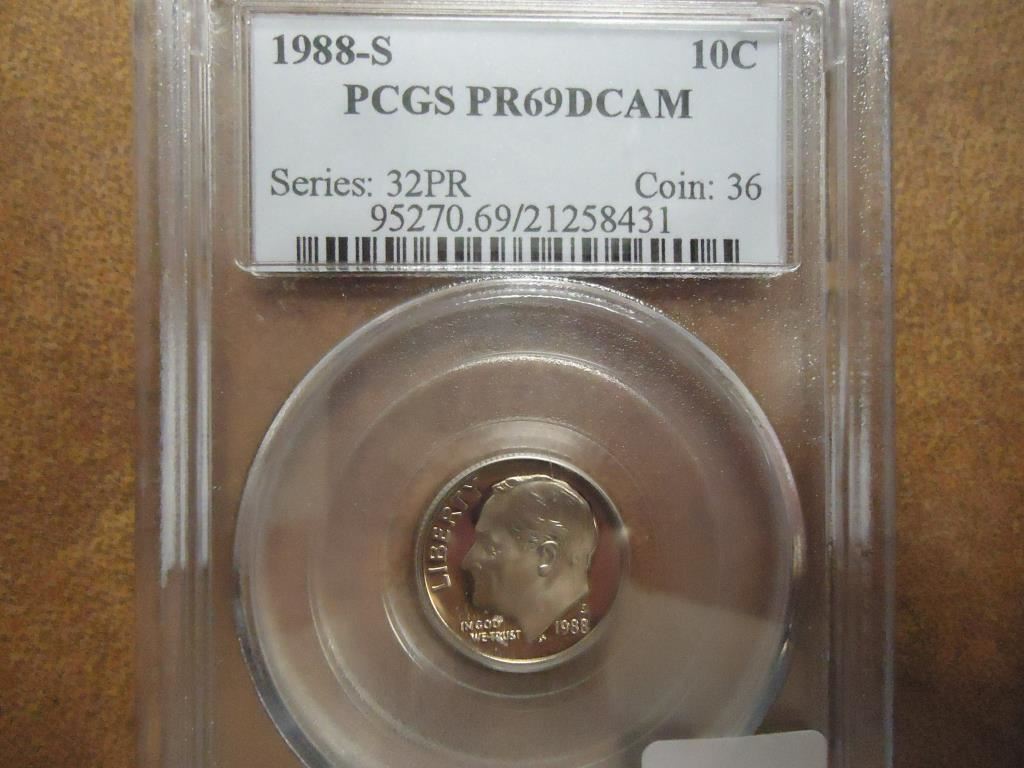 1988-S 10C
PCGS PR69DCAM
Series: 32PR Coin: 36
95270.69/21258431
LIBERTY
IN GOD
WE TRUST
S
1988